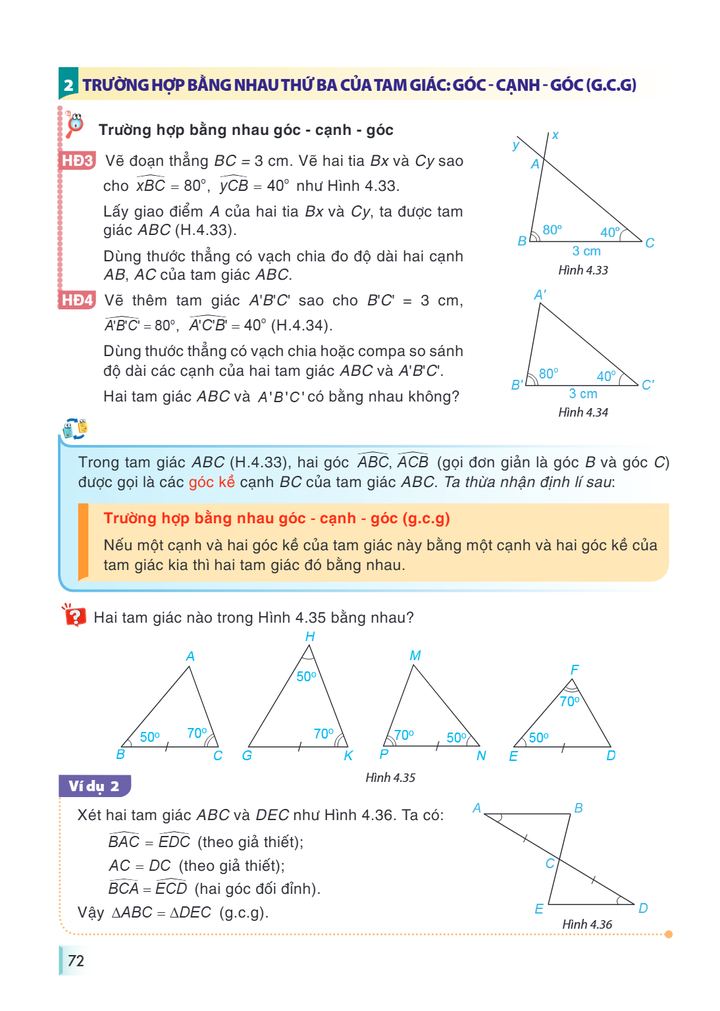 2 TRƯỜNG HỢP BẰNG NHAU THỨ BA CỦA TAM GIÁC: GÓC - CẠNH - GÓC (G.C.G)
Trường hợp bằng nhau góc - cạnh - góc
HĐ3 Vẽ đoạn thẳng BC = 3 cm. Vẽ hai tia Bx và Cy sao
cho xBC = 80°, yCB = 40° như Hình 4.33.
Lấy giao điểm A của hai tia Bx và Cy, ta được tam
giác ABC (H.4.33).
Dùng thước thẳng có vạch chia đo độ dài hai cạnh
AB, AC của tam giác ABC.
y x
A
80° 40°
B C
3 cm
Hình 4.33
HĐ4 Vẽ thêm tam giác A'B'C' sao cho B'C' = 3 cm,
A'B'C' = 80°, A'C'B' = 40° (H.4.34).
Dùng thước thẳng có vạch chia hoặc compa so sánh
độ dài các cạnh của hai tam giác ABC và A'B'C'.
Hai tam giác ABC và A'B'C' có bằng nhau không?
A'
80° 40°
B' C'
3 cm
Hình 4.34
Trong tam giác ABC (H.4.33), hai góc ABC, ACB (gọi đơn giản là góc B và góc C)
được gọi là các góc kề cạnh BC của tam giác ABC. Ta thừa nhận định lí sau:
Trường hợp bằng nhau góc - cạnh - góc (g.c.g)
Nếu một cạnh và hai góc kề của tam giác này bằng một cạnh và hai góc kề của
tam giác kia thì hai tam giác đó bằng nhau.
? Hai tam giác nào trong Hình 4.35 bằng nhau?
A H M F
50° 70°
50° 70° 70° 70° 50° 50°
B C G K P N E D
Hình 4.35
Ví dụ 2
Xét hai tam giác ABC và DEC như Hình 4.36. Ta có:
BAC = EDC (theo giả thiết);
AC = DC (theo giả thiết);
BCA = ECD (hai góc đối đỉnh).
Vậy ΔABC = ΔDEC (g.c.g).
A B
C
E D
Hình 4.36
72